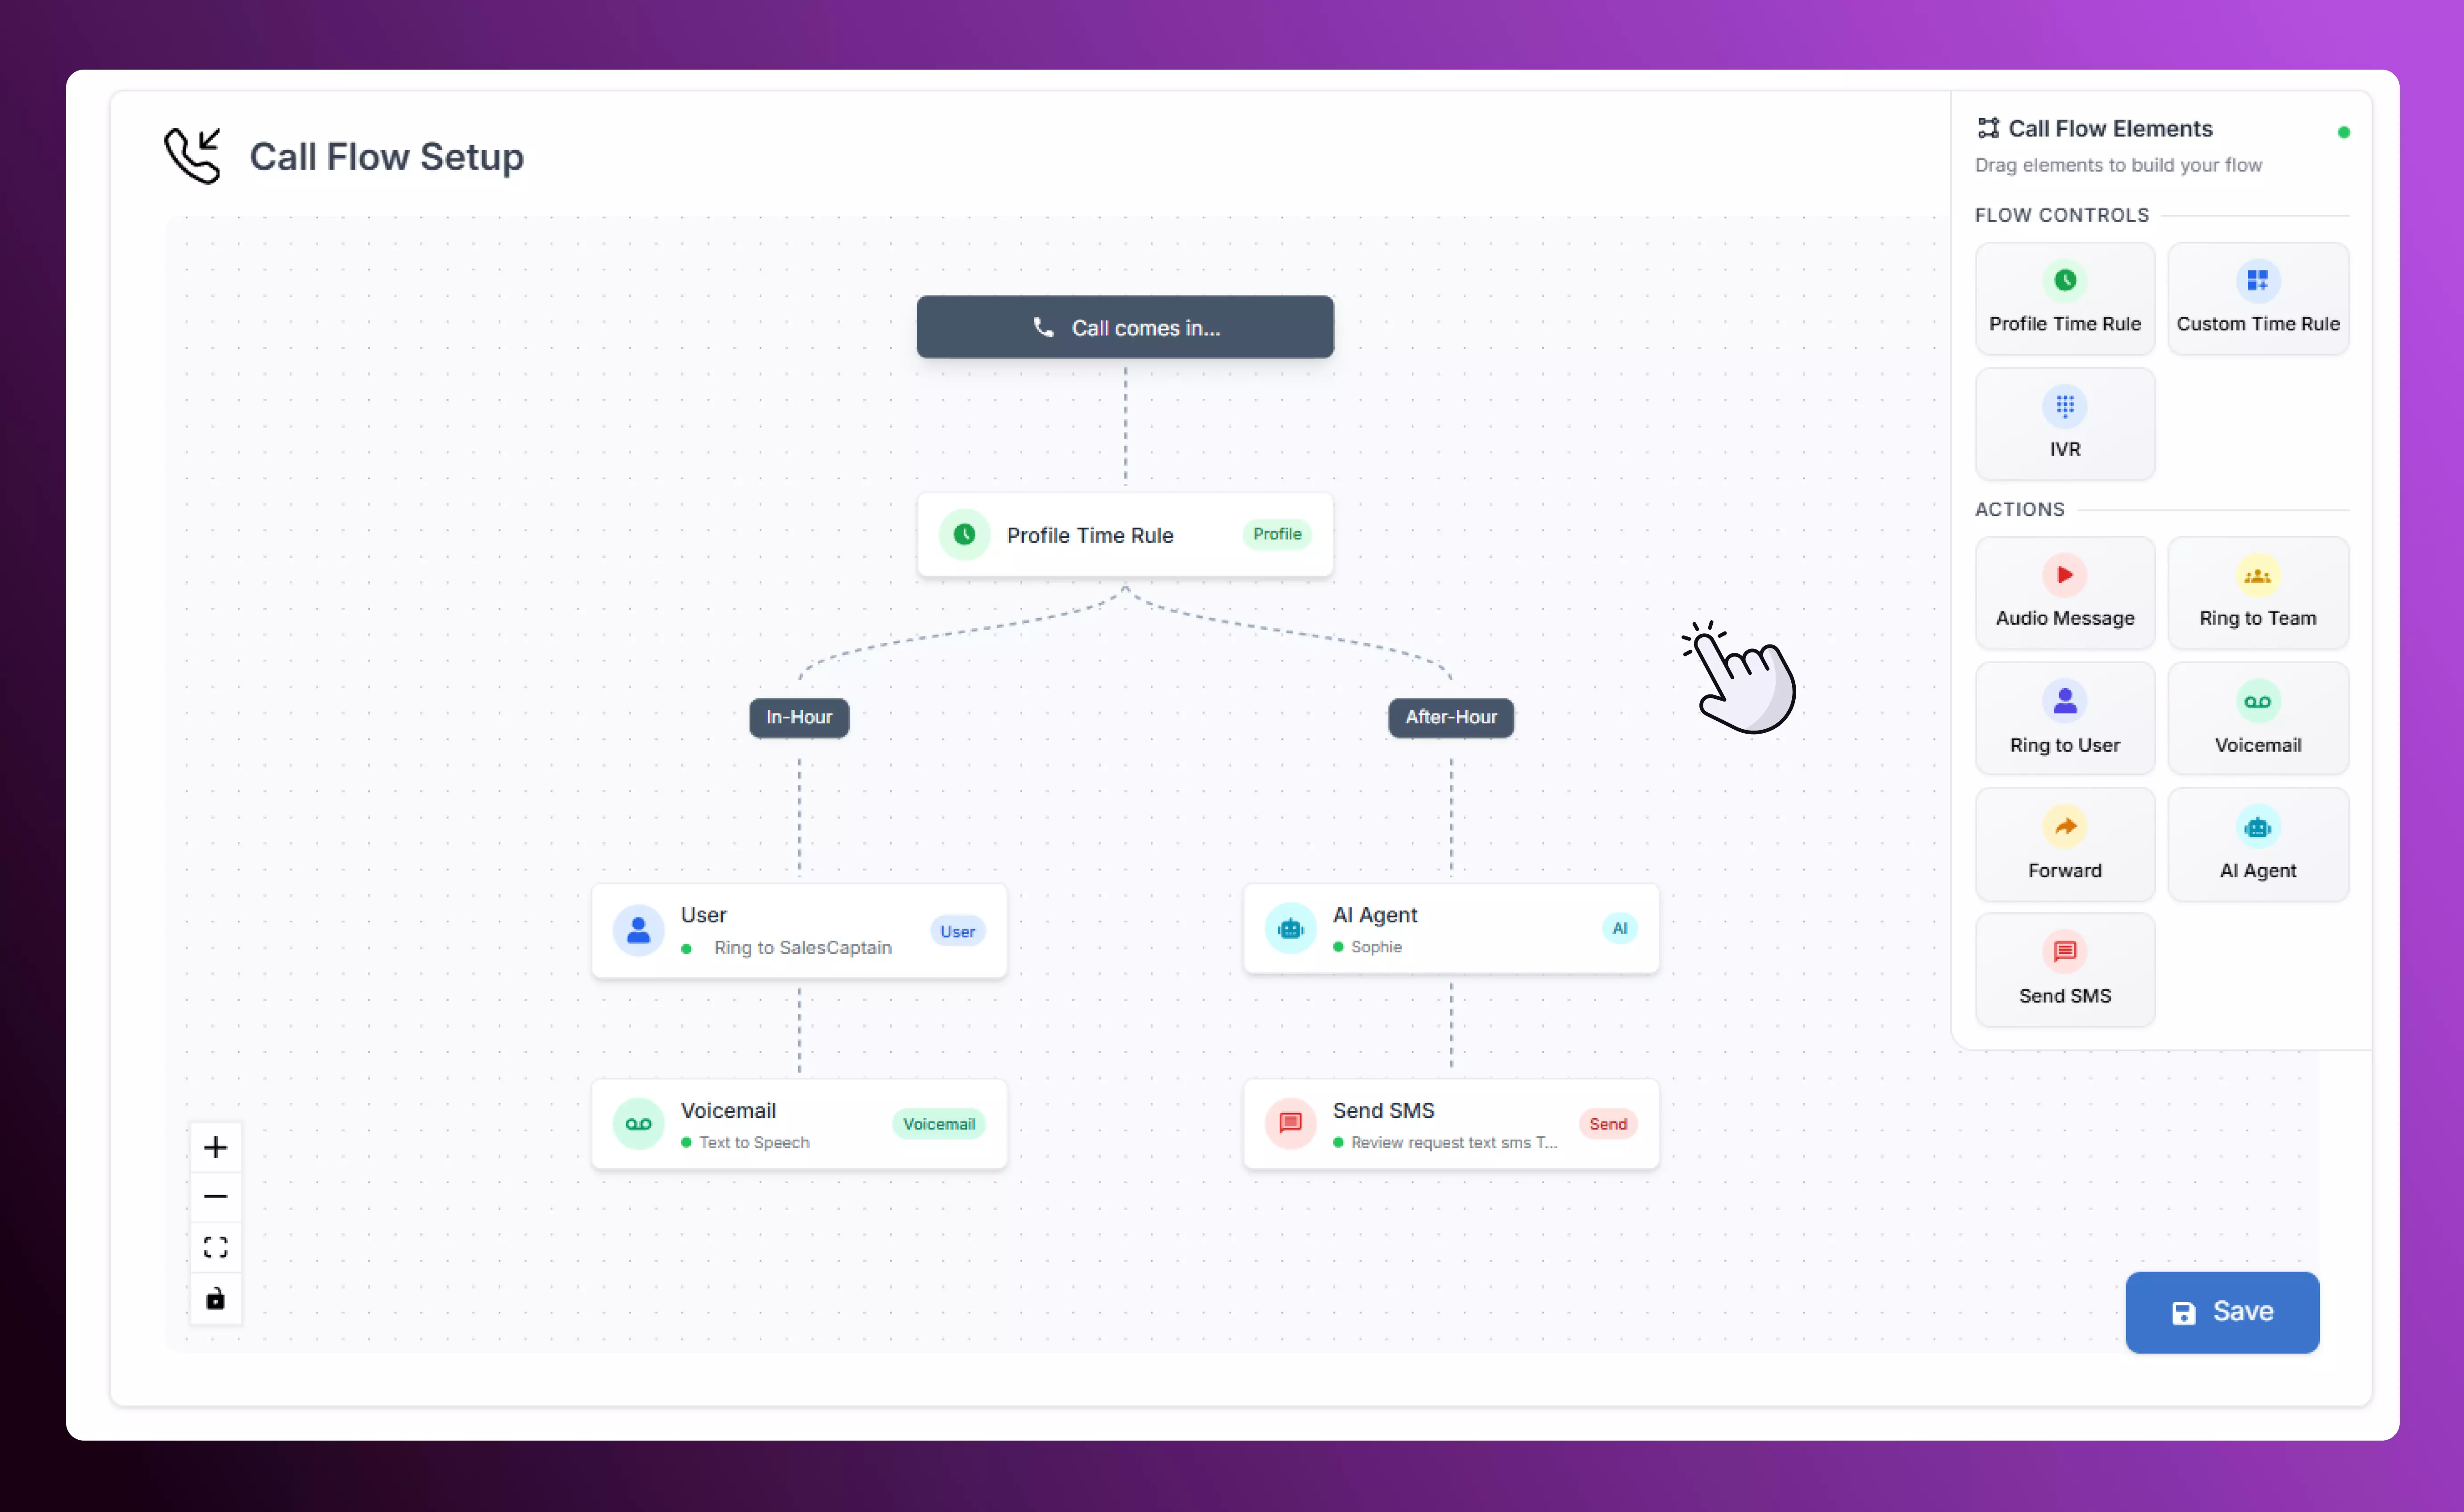 Call Flow Setup
Call comes in...
Profile Time Rule
Profile
In-Hour
After-Hour
User
Ring to SalesCaptain
User
AI Agent
Sophie
AI
Voicemail
Text to Speech
Voicemail
Send SMS
Review request text sms T...
Send
Call Flow Elements
Drag elements to build your flow
FLOW CONTROLS
Profile Time Rule
Custom Time Rule
IVR
ACTIONS
Audio Message
Ring to Team
Ring to User
Voicemail
Forward
AI Agent
Send SMS
Save